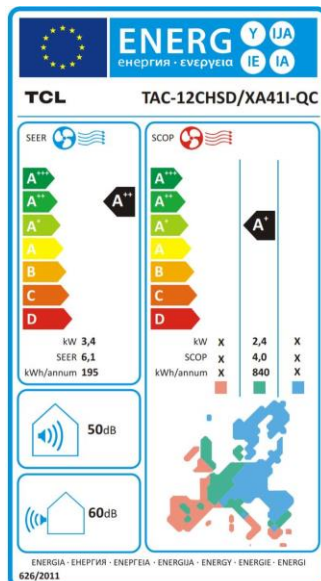 ENERG Y IJA
енергия · ενεργεια IE IA
TCL TAC-12CHSD/XA41I-QC
SEER SCOP
A+++ A+++
A++ A++ A++
A+ A+ A+
A A
B B
C C
D D
kW 3,4 kW X 2,4 X
SEER 6,1 SCOP X 4,0 X
kWh/annum 195 kWh/annum X 840 X
50dB
60dB
ENERGIA · ЕНЕРГИЯ · ΕΝΕΡΓΕΙΑ · ENERGIJA · ENERGY · ENERGIE · ENERGI
626/2011